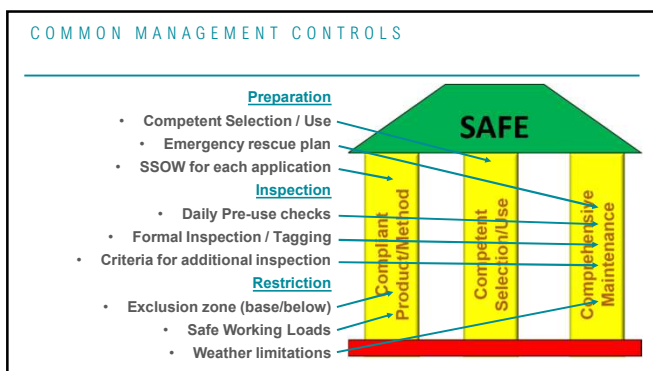 COMMON MANAGEMENT CONTROLS
Preparation
• Competent Selection / Use
• Emergency rescue plan
• SSOW for each application
Inspection
• Daily Pre-use checks
• Formal Inspection / Tagging
• Criteria for additional inspection
Restriction
• Exclusion zone (base/below)
• Safe Working Loads
• Weather limitations
SAFE
Compliant
Product/Method
Competent
Selection/Use
Comprehensive
Maintenance